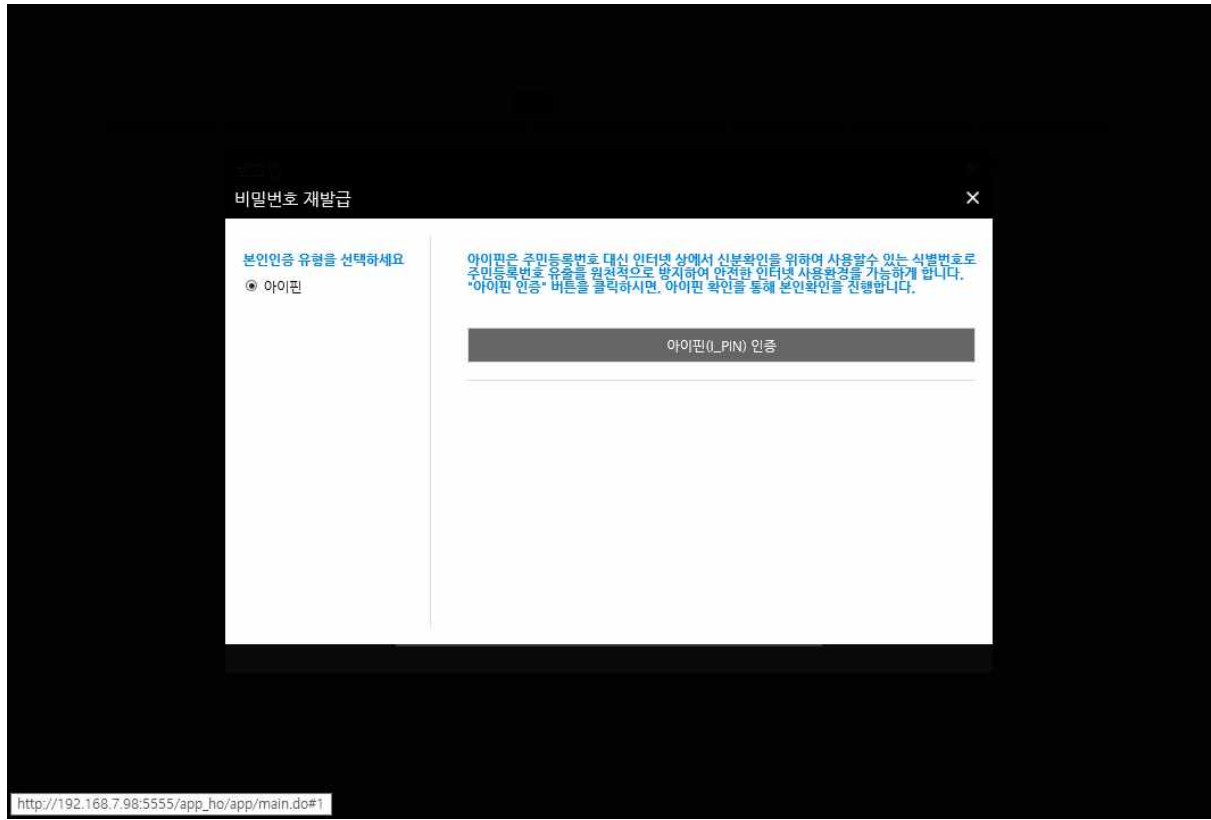 비밀번호 재발급
×
본인인증 유형을 선택하세요
아이핀
아이핀은 주민등록번호 대신 인터넷 상에서 신분확인을 위하여 사용할수 있는 식별번호로
주민등록번호 유출을 원천적으로 방지하여 안전한 인터넷 사용환경을 가능하게 합니다.
"아이핀 인증" 버튼을 클릭하시면, 아이핀 확인을 통해 본인확인을 진행합니다.
아이핀(I_PIN) 인증
http://192.168.7.98:5555/app_ho/app/main.do#1